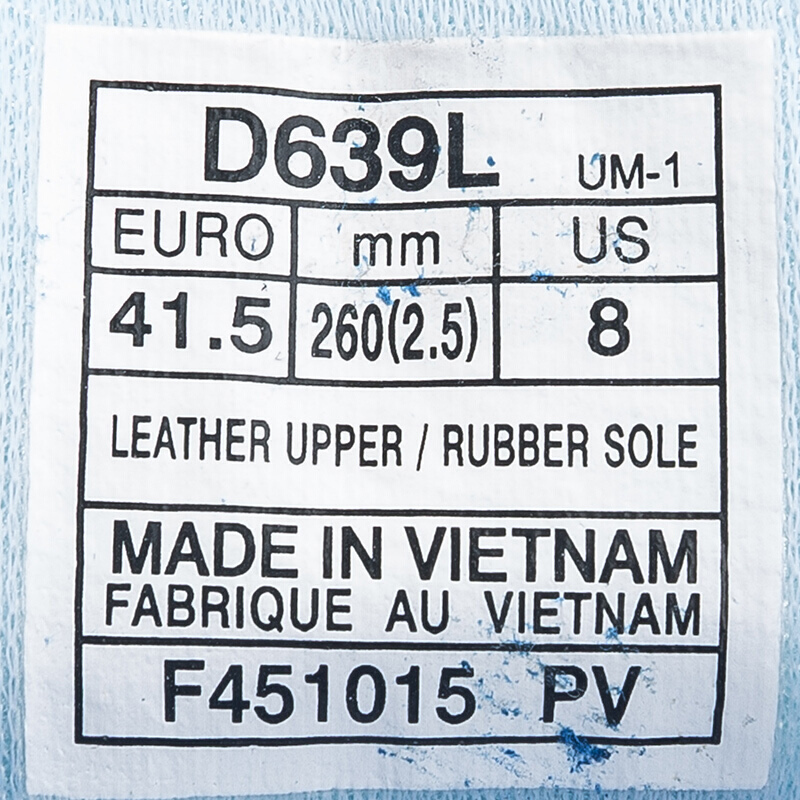 D639L UM-1
EURO mm US
41.5 260(2.5) 8
LEATHER UPPER / RUBBER SOLE
MADE IN VIETNAM
FABRIQUE AU VIETNAM
F451015 PV